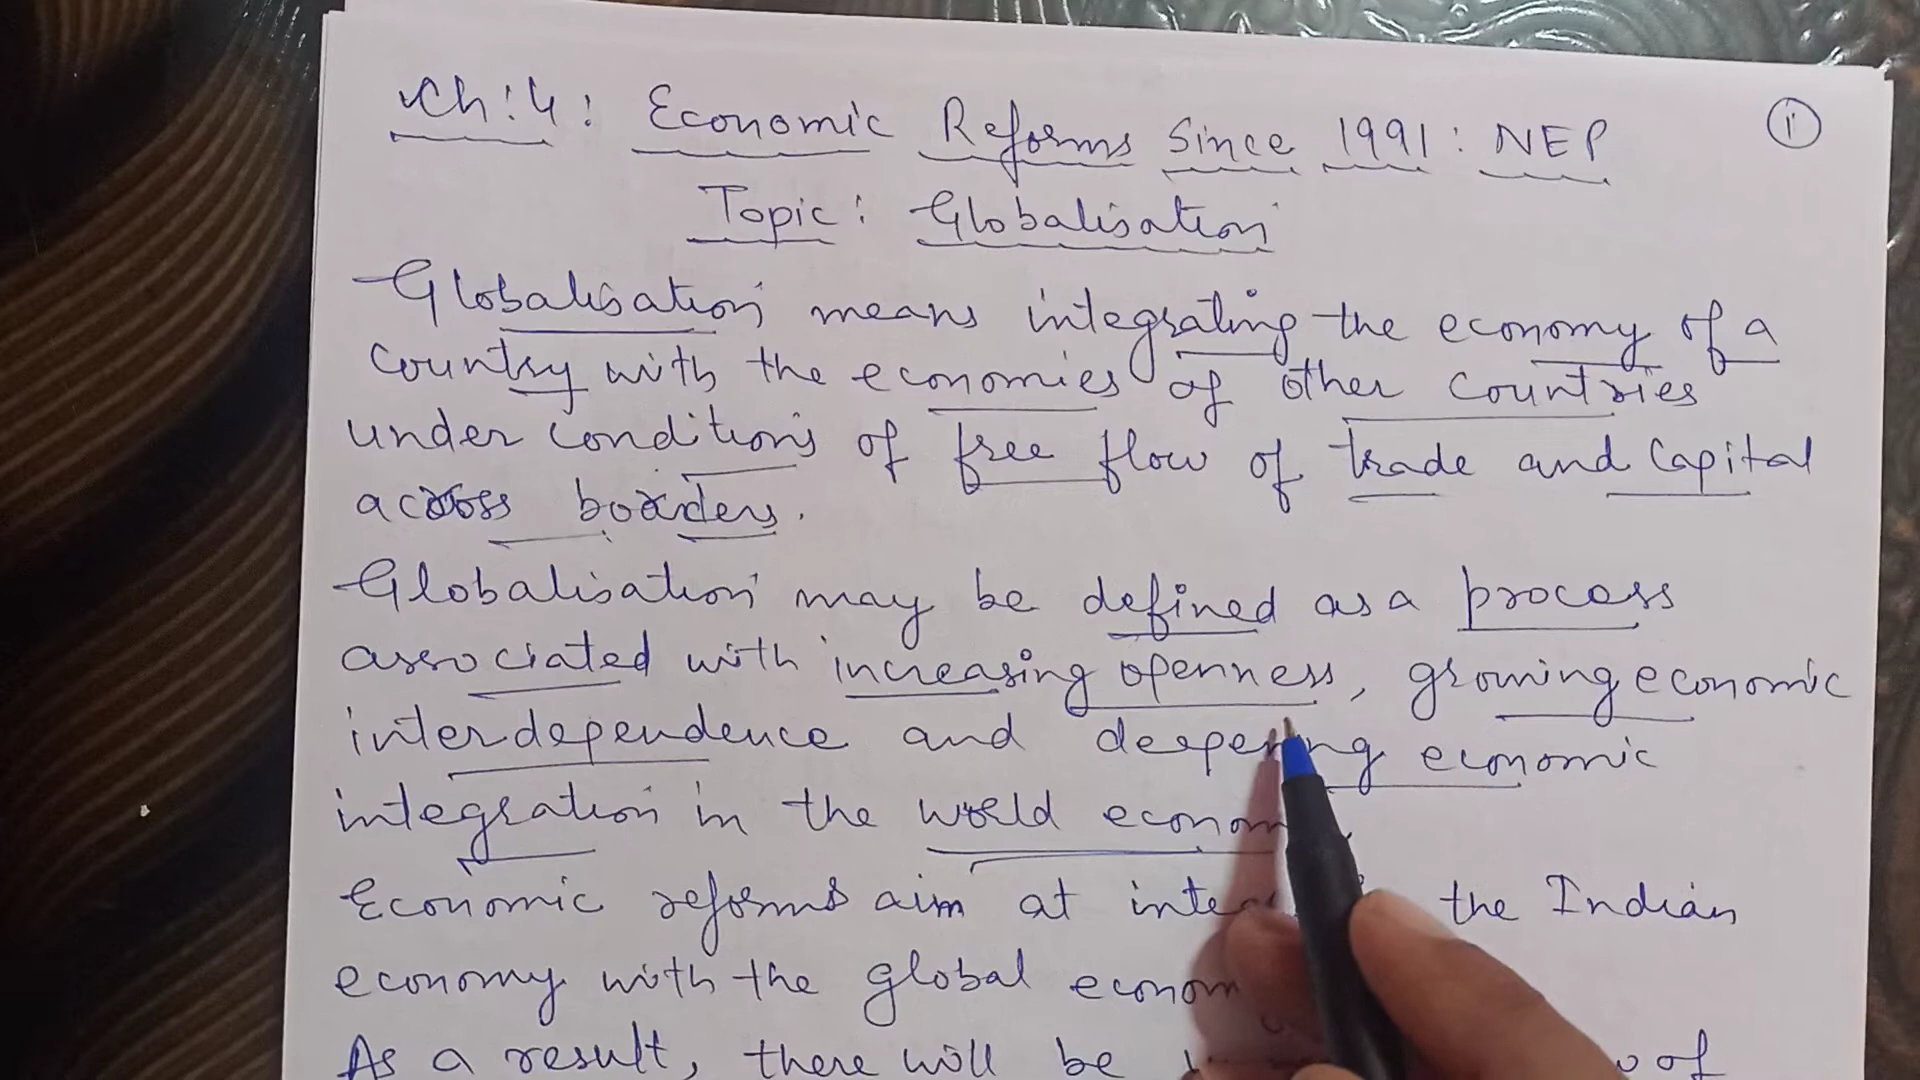 Ch: 4: Economic Reforms Since 1991: NEP
11
Topic: Globalisation
Globalisation means integrating the economy of a
country with the economies of other countries
under conditions of free flow of trade and capital
across borders.
Globalisation may be defined as a process
associated with increasing openness, growing economic
interdependence and deepening economic
integration in the world
Economic reforms aim at the Indian
economy with the global
As a result, there will be of